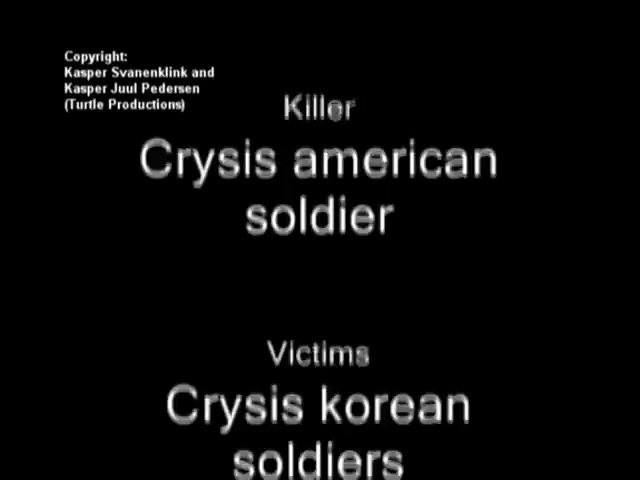 Copyright:
Kasper Svanenklink and
Kasper Juul Pedersen
(Turtle Productions)
Killer
Crysis american
soldier
Victims
Crysis korean
soldiers